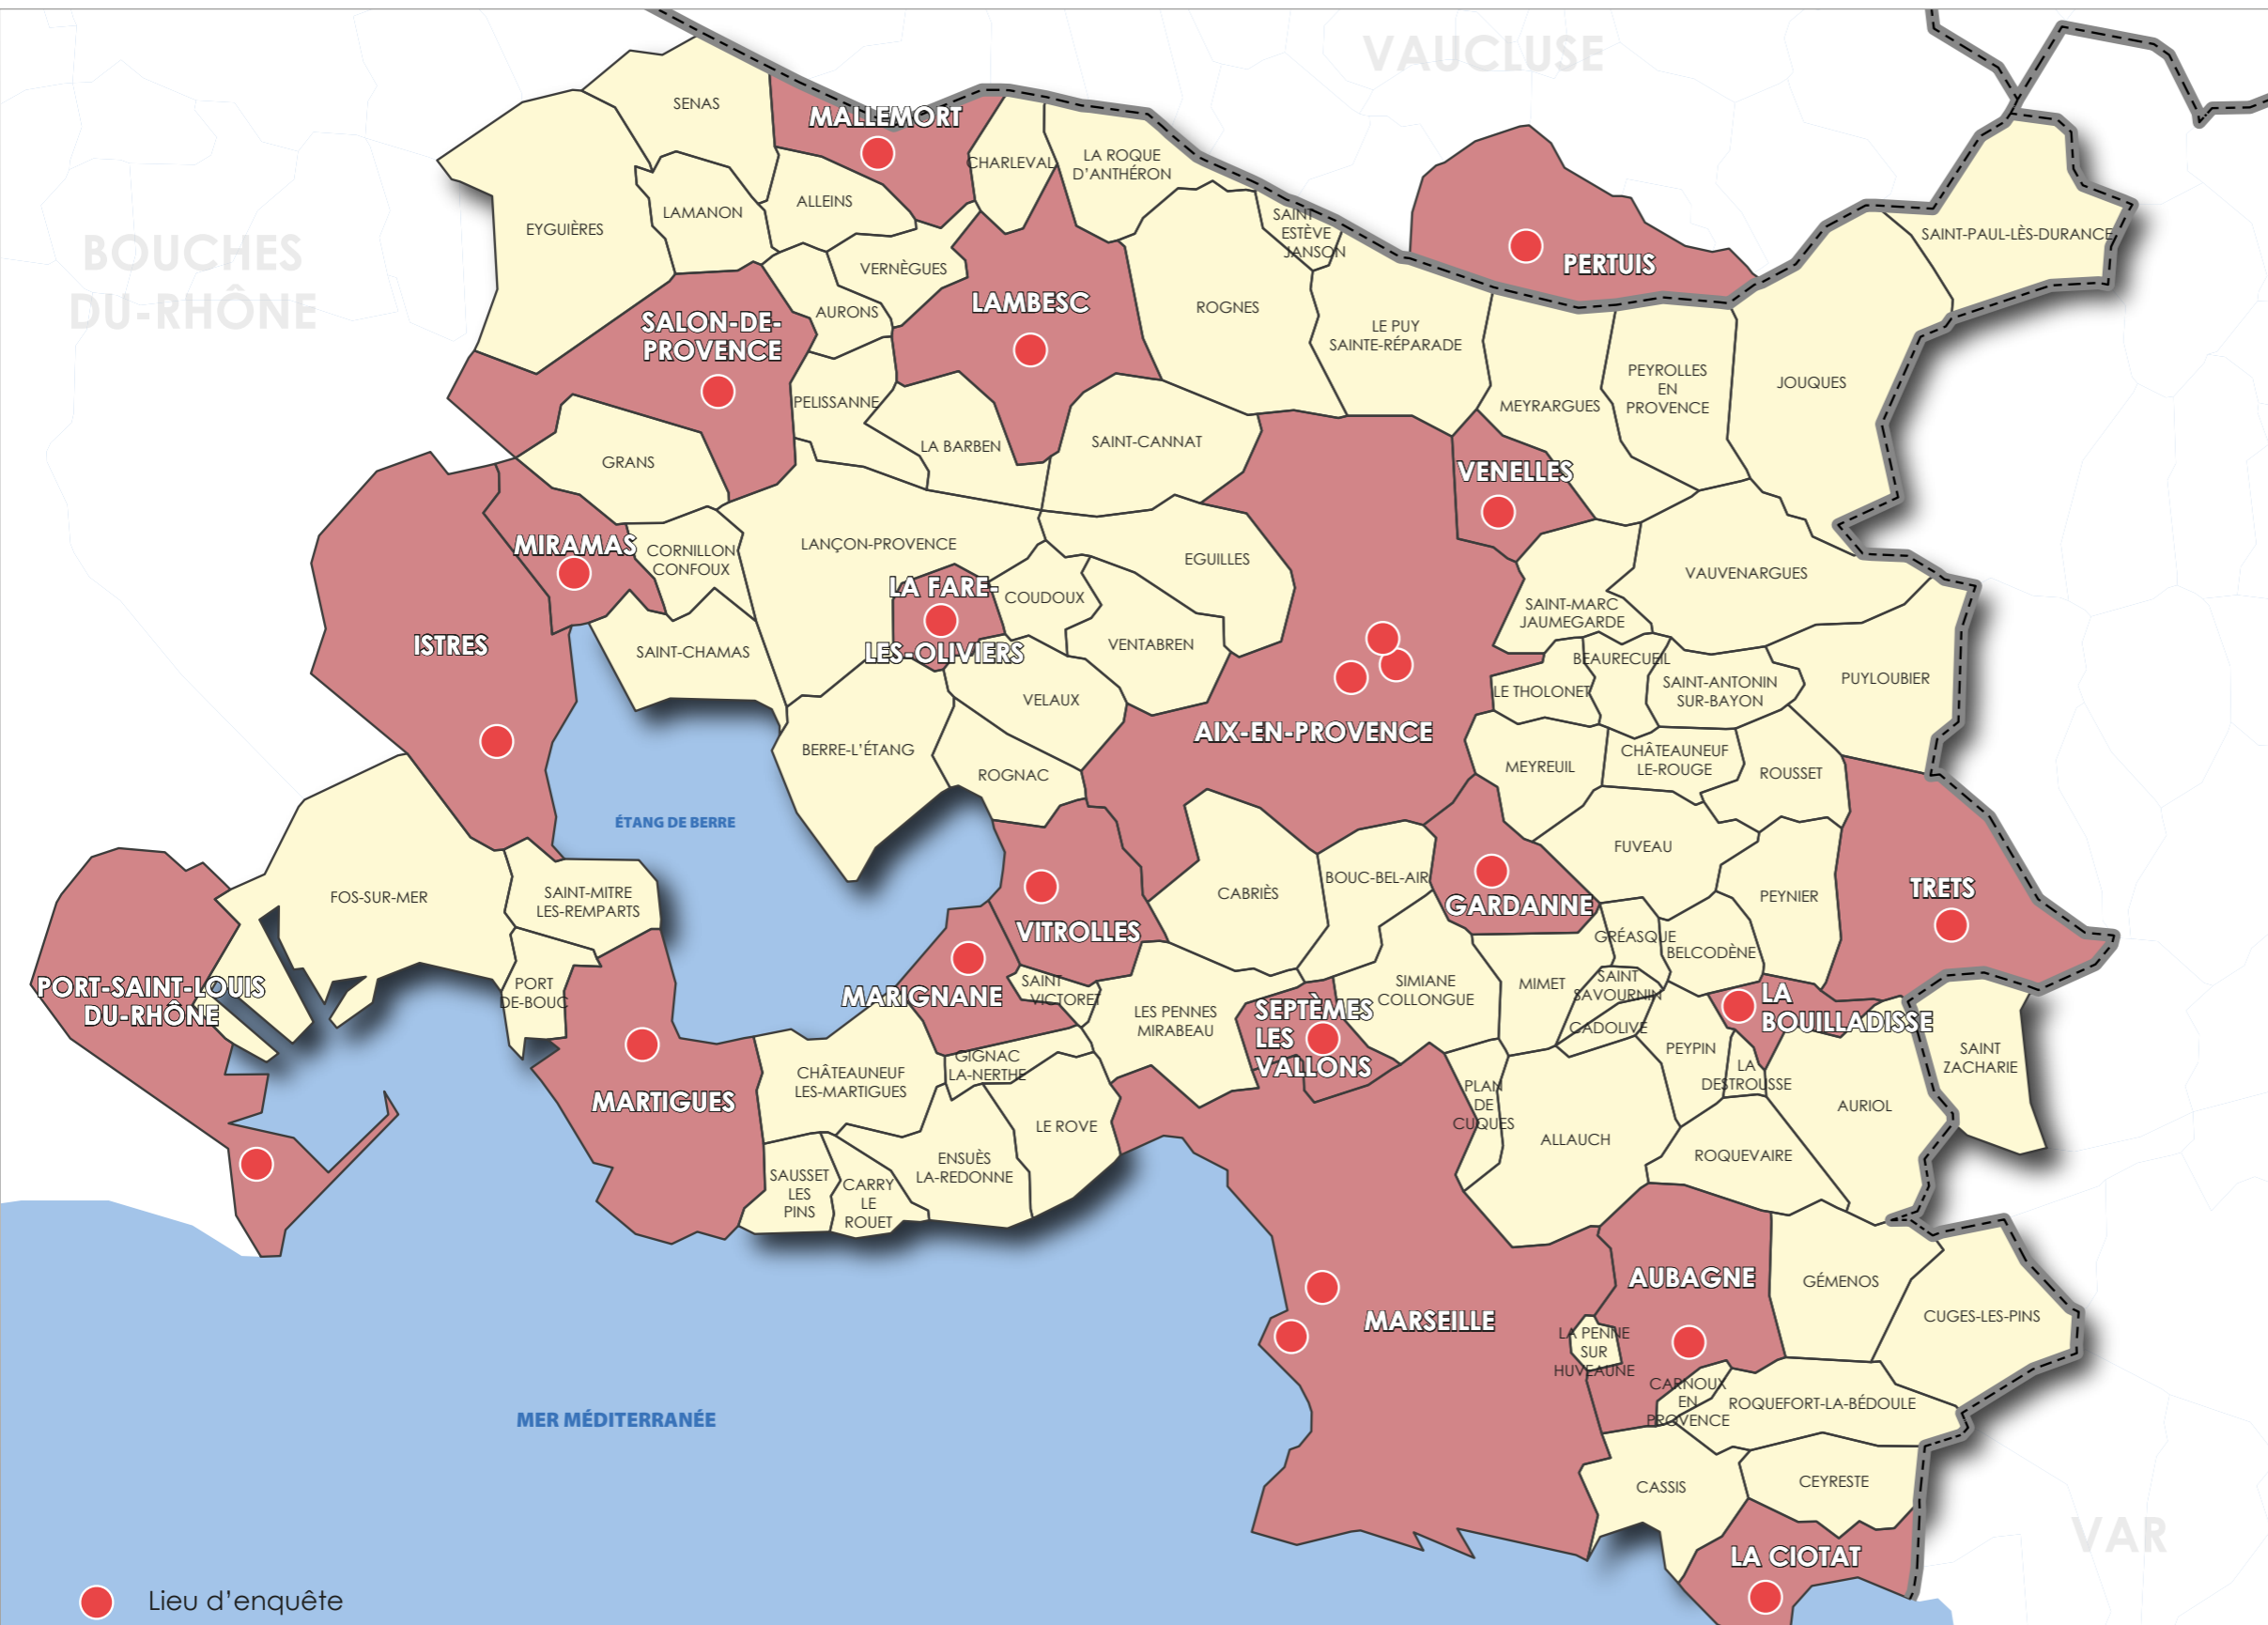 VAUCLUSE
BOUCHES
DU-RHÔNE
VAR
SENAS
MALLEMORT
CHARLEVAL
LA ROQUE
D'ANTHÉRON
EYGUIÈRES
LAMANON
ALLEINS
VERNÈGUES
SAINT
ESTÈVE
JANSON
PERTUIS
SAINT-PAUL-LÈS-DURANCE
SALON-DE-
PROVENCE
AURONS
LAMBESC
ROGNES
LE PUY
SAINTE-RÉPARADE
MEYRARGUES
PEYROLLES
EN
PROVENCE
JOUQUES
PELISSANNE
LA BARBEN
SAINT-CANNAT
GRANS
VENELLES
MIRAMAS
CORNILLON
CONFOUX
LANÇON-PROVENCE
LA FARE-
LES-OLIVIERS
COUDOUX
EGUILLES
VAUVENARGUES
ISTRES
SAINT-CHAMAS
VENTABREN
SAINT-MARC
JAUMEGARDE
BEAURECUEIL
LE THOLONET
SAINT-ANTONIN
SUR-BAYON
PUYLOUBIER
VELAUX
AIX-EN-PROVENCE
BERRE-L'ÉTANG
ROGNAC
MEYREUIL
CHÂTEAUNEUF
LE-ROUGE
ROUSSET
ÉTANG DE BERRE
FUVEAU
FOS-SUR-MER
SAINT-MITRE
LES-REMPARTS
VITROLLES
CABRIÈS
BOUC-BEL-AIR
GARDANNE
PEYNIER
TRETS
GRÉASQUE
BELCODÈNE
PORT-SAINT-LOUIS
DU-RHÔNE
PORT
DE-BOUC
MARIGNANE
SAINT
VICTORET
LES PENNES
MIRABEAU
SEPTÈMES
LES
VALLONS
SIMIANE
COLLONGUE
MIMET
SAINT
SAVOURNIN
CADOLIVE
LA
BOUILLADISSE
PEYPIN
LA
DESTROUSSE
SAINT
ZACHARIE
MARTIGUES
CHÂTEAUNEUF
LES-MARTIGUES
GIGNAC
LA-NERTHE
LE ROVE
PLAN
DE
CUQUES
ALLAUCH
AURIOL
ROQUEVAIRE
SAUSSET
LES
PINS
CARRY
LE
ROUET
ENSUÈS
LA-REDONNE
MARSEILLE
AUBAGNE
GÉMENOS
CUGES-LES-PINS
LA PENNE
SUR
HUVEAUNE
CARNOUX
EN
PROVENCE
ROQUEFORT-LA-BÉDOULE
MER MÉDITERRANÉE
CASSIS
CEYRESTE
LA CIOTAT
Lieu d'enquête